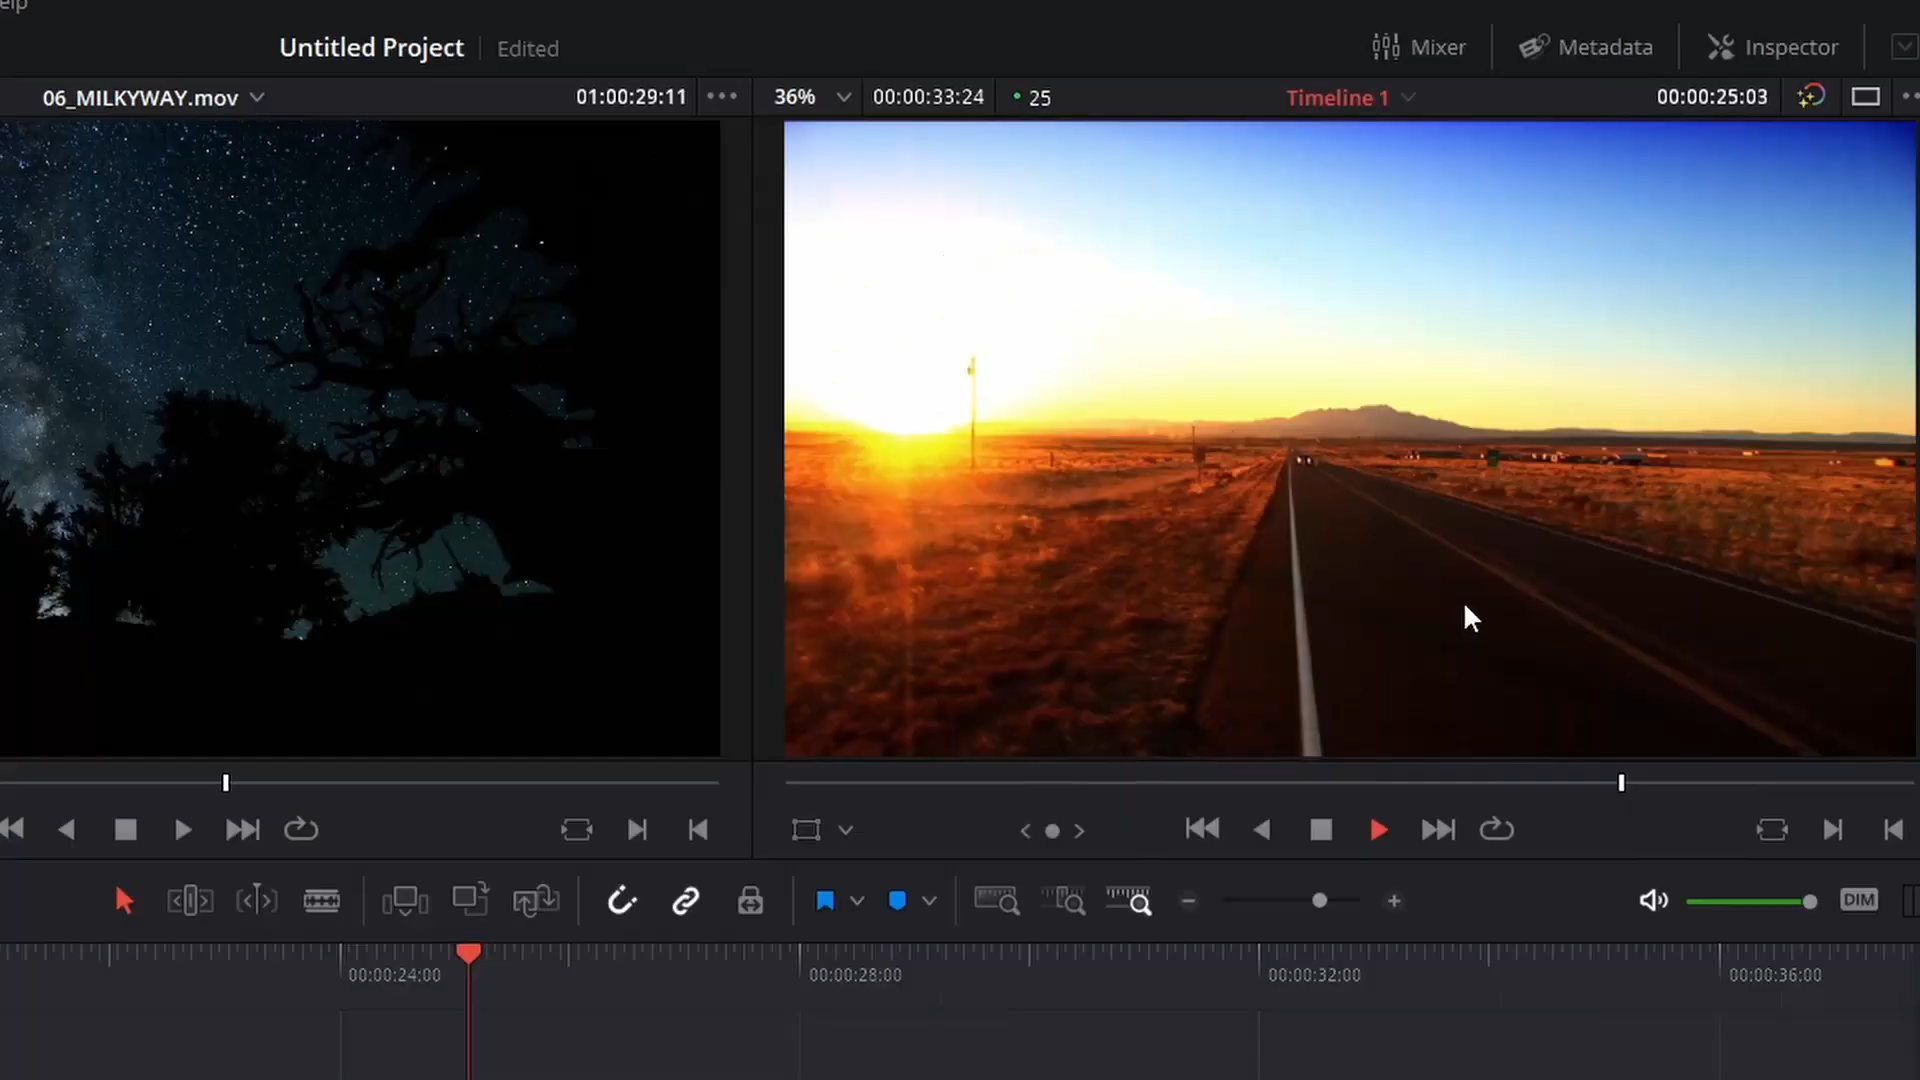 elp
Untitled Project Edited
Mixer Metadata Inspector
06_MILKYWAY.mov 01:00:29:11 36% 00:00:33:24 25 Timeline 1 00:00:25:03
DIM
00:00:24:00 00:00:28:00 00:00:32:00 00:00:36:00